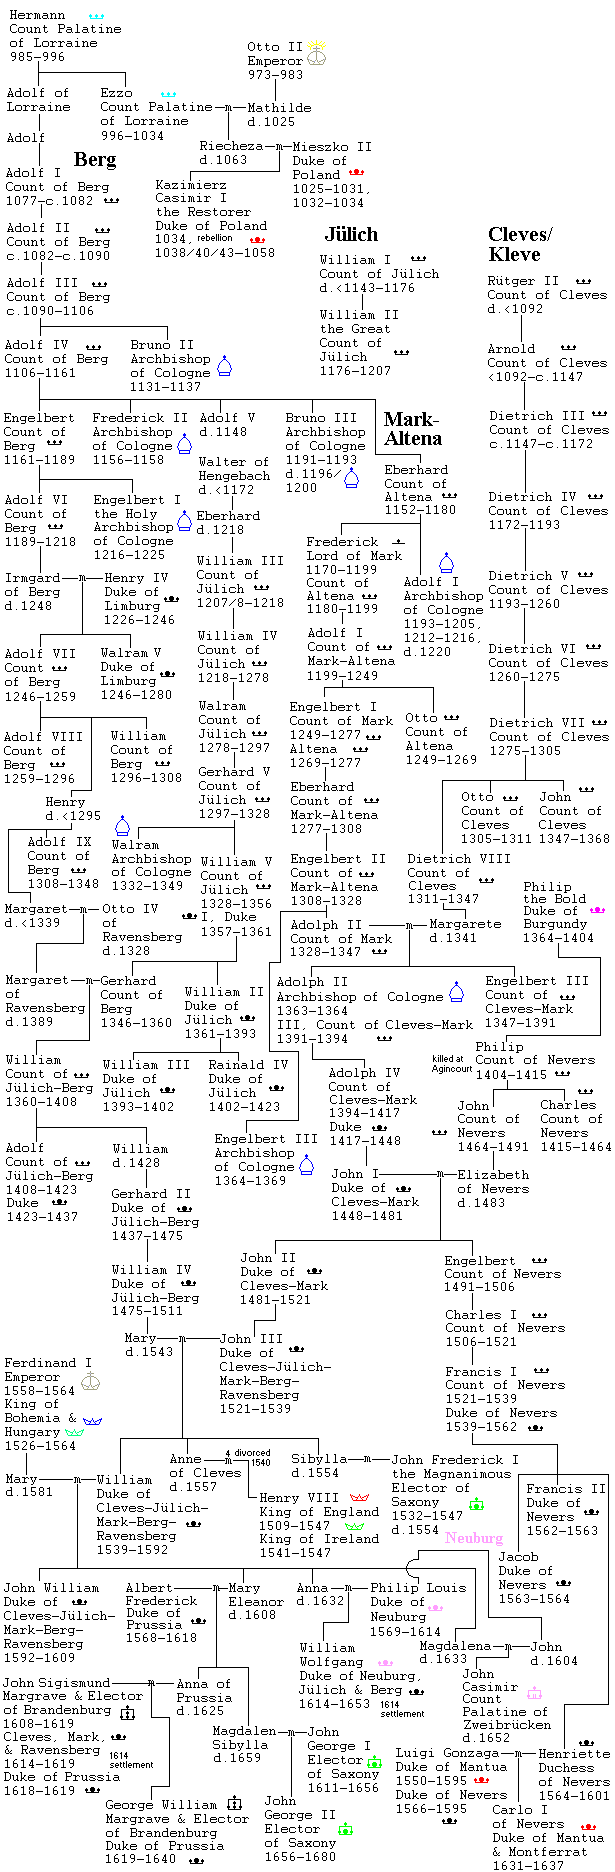 Hermann
Count Palatine
of Lorraine
985-996
Otto II
Emperor
973-983
Adolf of
Lorraine
Ezzo
Count Palatine
of Lorraine
996-1034
m
Mathilde
d.1025
Adolf
Riecheza
d.1063
m
Mieszko II
Duke of
Poland
1025-1031,
1032-1034
Berg
Adolf I
Count of Berg
1077-c.1082
Kazimierz
Casimir I
the Restorer
Duke of Poland
1034, rebellion
1038/40/43-1058
Adolf II
Count of Berg
c.1082-c.1090
Adolf III
Count of Berg
c.1090-1106
Jülich
William I
Count of Jülich
d.<1143-1176
William II
the Great
Count of
Jülich
1176-1207
Cleves/
Kleve
Rütger II
Count of Cleves
d.<1092
Arnold
Count of Cleves
<1092-c.1147
Adolf IV
Count of Berg
1106-1161
Bruno II
Archbishop
of Cologne
1131-1137
Engelbert
Count of
Berg
1161-1189
Frederick II
Archbishop
of Cologne
1156-1158
Adolf V
d.1148
Bruno III
Archbishop
of Cologne
1191-1193
d.1196/
1200
Mark-
Altena
Eberhard
Count of
Altena
1152-1180
Dietrich III
Count of Cleves
c.1147-c.1172
Walter of
Hengebach
d.<1172
Adolf VI
Count of
Berg
1189-1218
Engelbert I
the Holy
Archbishop
of Cologne
1216-1225
Eberhard
d.1218
Dietrich IV
Count of Cleves
1172-1193
Frederick
Lord of Mark
1170-1199
Count of
Altena
1180-1199
Adolf I
Archbishop
of Cologne
1193-1205,
1212-1216,
d.1220
William III
Count of
Jülich
1207/8-1218
Dietrich V
Count of Cleves
1193-1260
Irmgard
of Berg
d.1248
m
Henry IV
Duke of
Limburg
1226-1246
Adolf I
Count of
Mark-Altena
1199-1249
William IV
Count of
Jülich
1218-1278
Dietrich VI
Count of Cleves
1260-1275
Adolf VII
Count of
Berg
1246-1259
Walram V
Duke of
Limburg
1246-1280
Walram
Count of
Jülich
1278-1297
Engelbert I
Count of Mark
1249-1277
Altena
1269-1277
Otto
Count of
Altena
1249-1269
Dietrich VII
Count of Cleves
1275-1305
Adolf VIII
Count of
Berg
1259-1296
William
Count of
Berg
1296-1308
Gerhard V
Count of
Jülich
1297-1328
Eberhard
Count of
Mark-Altena
1277-1308
Otto
Count of
Cleves
1305-1311
John
Count of
Cleves
1347-1368
Henry
d.<1295
Adolf IX
Count of
Berg
1308-1348
Walram
Archbishop
of Cologne
1332-1349
William V
Count of
Jülich
1328-1356
I, Duke
1357-1361
Engelbert II
Count of
Mark-Altena
1308-1328
Dietrich VIII
Count of
Cleves
1311-1347
Philip
the Bold
Duke of
Burgundy
1364-1404
Margaret
d.<1339
m
Otto IV
of
Ravensberg
d.1328
Adolph II
Count of Mark
1328-1347
m
Margarete
d.1341
Margaret
of
Ravensberg
d.1389
m
Gerhard
Count of
Berg
1346-1360
William II
Duke of
Jülich
1361-1393
Adolph II
Archbishop of Cologne
1363-1364
III, Count of Cleves-Mark
1391-1394
Engelbert III
Count of
Cleves-Mark
1347-1391
William
Count of
Jülich-Berg
1360-1408
William III
Duke of
Jülich
1393-1402
Rainald IV
Duke of
Jülich
1402-1423
Adolph IV
Count of
Cleves-Mark
1394-1417
Duke
1417-1448
killed at
Agincourt
Philip
Count of Nevers
1404-1415
John
Count of
Nevers
1464-1491
Charles
Count of
Nevers
1415-1464
Adolf
Count of
Jülich-Berg
1408-1423
Duke
1423-1437
William
d.1428
Engelbert III
Archbishop
of Cologne
1364-1369
John I
Duke of
Cleves-Mark
1448-1481
m
Elizabeth
of Nevers
d.1483
Gerhard II
Duke of
Jülich-Berg
1437-1475
William IV
Duke of
Jülich-Berg
1475-1511
John II
Duke of
Cleves-Mark
1481-1521
Engelbert
Count of Nevers
1491-1506
Charles I
Count of Nevers
1506-1521
Mary
d.1543
m
John III
Duke of
Cleves-Jülich-
Mark-Berg-
Ravensberg
1521-1539
Francis I
Count of Nevers
1521-1539
Duke of Nevers
1539-1562
Ferdinand I
Emperor
1558-1564
King of
Bohemia &
Hungary
1526-1564
Mary
d.1581
m
William
Duke of
Cleves-Jülich-
Mark-Berg-
Ravensberg
1539-1592
Anne
of Cleves
d.1557
4 divorced
m 1540
Henry VIII
King of England
1509-1547
King of Ireland
1541-1547
Sibylla
d.1554
m
John Frederick I
the Magnanimous
Elector of
Saxony
1532-1547
d.1554
Francis II
Duke of
Nevers
1562-1563
Neuburg
Jacob
Duke of
Nevers
1563-1564
John William
Duke of
Cleves-Jülich-
Mark-Berg-
Ravensberg
1592-1609
Albert
Frederick
Duke of
Prussia
1568-1618
m
Mary
Eleanor
d.1608
Anna
d.1632
m
Philip Louis
Duke of
Neuburg
1569-1614
Magdalena
d.1633
m
John
d.1604
William
Wolfgang
Duke of Neuburg,
Jülich & Berg
1614-1653
1614
settlement
John
Casimir
Count
Palatine of
Zweibrücken
d.1652
John Sigismund
Margrave & Elector
of Brandenburg
1608-1619
Cleves, Mark,
& Ravensberg
1614-1619
Duke of Prussia
1618-1619
1614
settlement
m
Anna of
Prussia
d.1625
Magdalen
Sibylla
d.1659
m
John
George I
Elector
of Saxony
1611-1656
Luigi Gonzaga
Duke of Mantua
1550-1595
Duke of Nevers
1566-1595
m
Henriette
Duchess
of Nevers
1564-1601
George William
Margrave & Elector
of Brandenburg
Duke of Prussia
1619-1640
John
George II
Elector
of Saxony
1656-1680
Carlo I
of Nevers
Duke of Mantua
& Montferrat
1631-1637